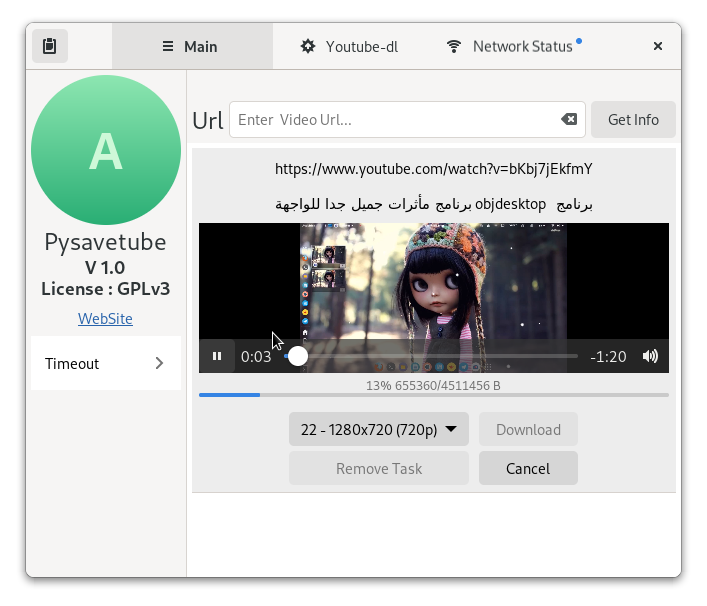 Main
Youtube-dl
Network Status
A
Pysavetube
V 1.0
License : GPLv3
WebSite
Timeout
Url
Enter Video Url...
Get Info
https://www.youtube.com/watch?v=bKbj7jEkfmY
برنامج objdesktop برنامج مأثرات جميل جدا للواجهة
0:03
-1:20
13% 655360/4511456 B
22 - 1280x720 (720p)
Download
Remove Task
Cancel